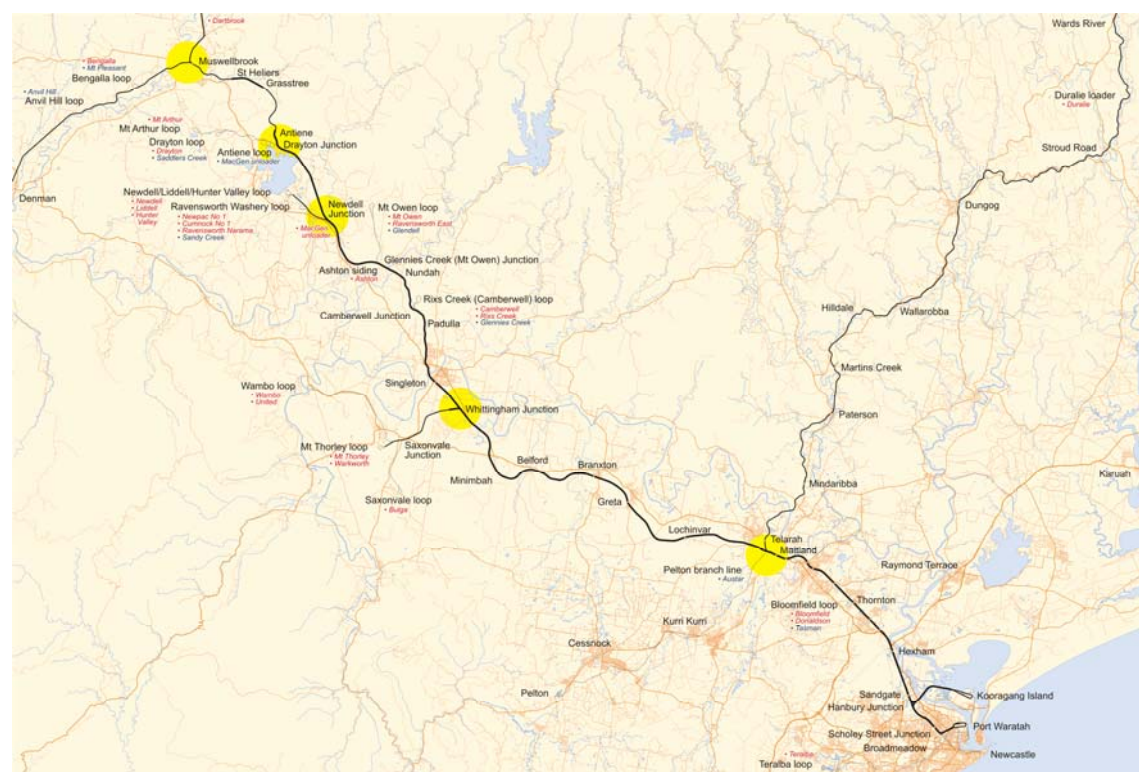 Wards River
• Dartbrook
Muswellbrook
• Bengalla
• Mt Pleasant
Bengalla loop
St Heliers
Grasstree
• Anvil Hill
Anvil Hill loop
Duralie loader
• Duralie
• Mt Arthur
Mt Arthur loop
Drayton loop
• Drayton
• Saddlers Creek
Antiene
Drayton Junction
Antiene loop
• MacGen unloader
Stroud Road
Denman
Newdell/Liddell/Hunter Valley loop
• Newdell
• Liddell
• Hunter
Valley
Ravensworth Washery loop
• Newpac No 1
• Cumnock No 1
• Ravensworth Narama
• Sandy Creek
Newdell
Junction
• MacGen
unloader
Mt Owen loop
• Mt Owen
• Ravensworth East
• Glendell
Dungog
Glennies Creek (Mt Owen) Junction
Ashton siding
• Ashton
Nundah
Rixs Creek (Camberwell) loop
• Camberwell
• Rixs Creek
• Glennies Creek
Camberwell Junction
Padulla
Hilldale
Wallarobba
Martins Creek
Singleton
Wambo loop
• Wambo
• United
Whittingham Junction
Paterson
Mt Thorley loop
• Mt Thorley
• Warkworth
Saxonvale
Junction
Belford
Branxton
Minimbah
Karuah
Mindaribba
Saxonvale loop
• Bulga
Greta
Lochinvar
Telarah
Maitland
Pelton branch line
• Austar
Raymond Terrace
Bloomfield loop
• Bloomfield
• Donaldson
• Tasman
Thornton
Kurri Kurri
Cessnock
Hexham
Pelton
Sandgate
Hanbury Junction
Kooragang Island
Scholey Street Junction
Port Waratah
Broadmeadow
• Teralba
Teralba loop
Newcastle